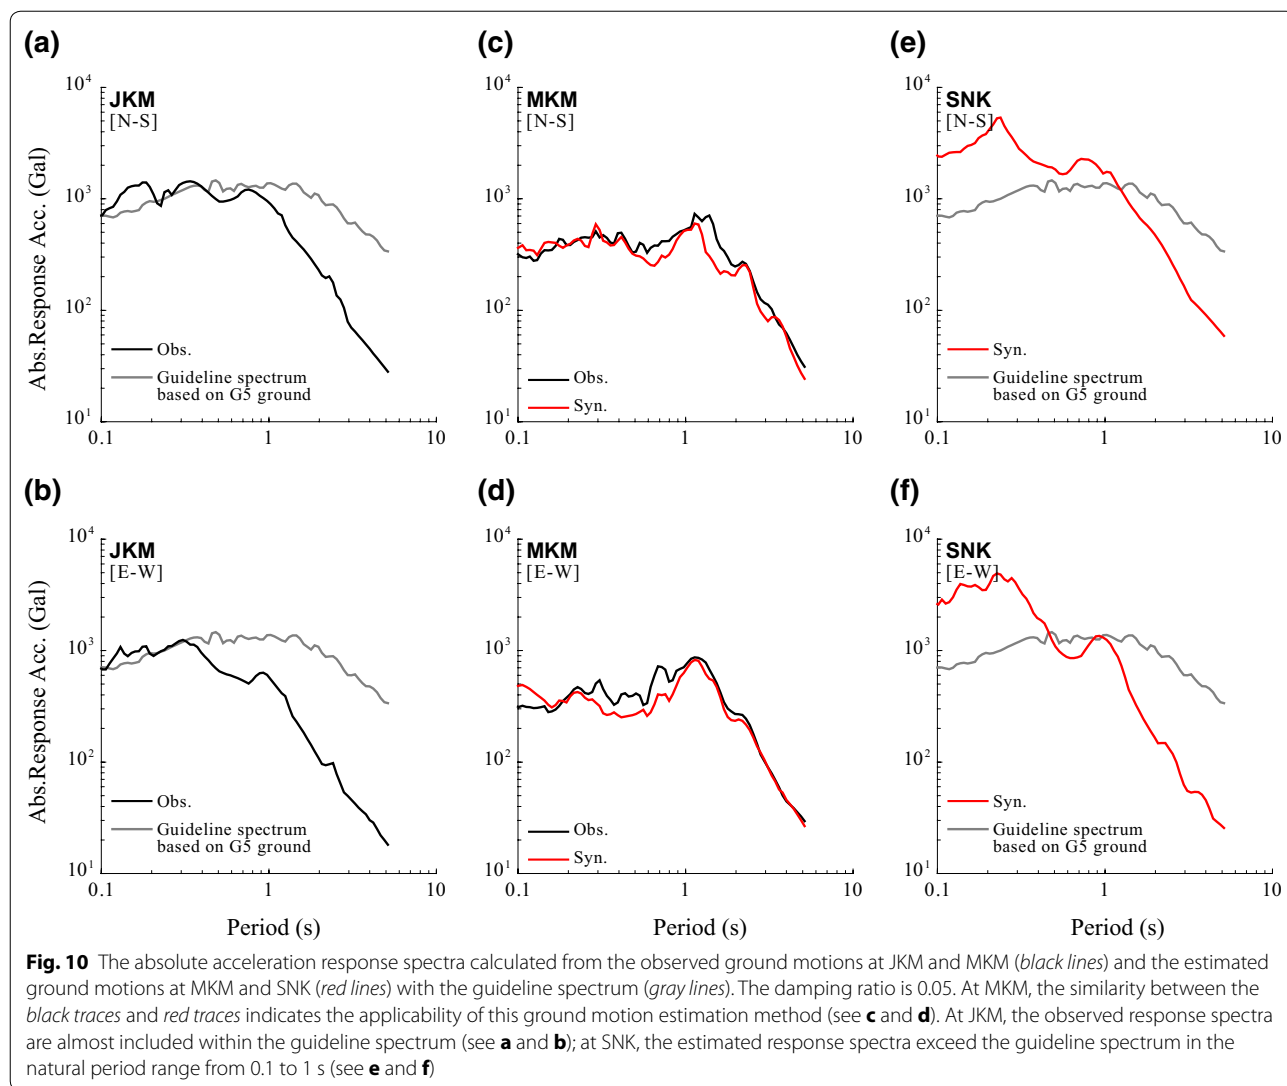 (a)
10^4
JKM
[N-S]
10^3
10^2
10^1
Abs.Response Acc. (Gal)
Obs.
Guideline spectrum
based on G5 ground
0.1
1
10
(c)
10^4
MKM
[N-S]
10^3
10^2
10^1
Obs.
Syn.
0.1
1
10
(e)
10^4
SNK
[N-S]
10^3
10^2
10^1
Syn.
Guideline spectrum
based on G5 ground
0.1
1
10
(b)
10^4
JKM
[E-W]
10^3
10^2
10^1
Abs.Response Acc. (Gal)
Obs.
Guideline spectrum
based on G5 ground
0.1
1
10
Period (s)
(d)
10^4
MKM
[E-W]
10^3
10^2
10^1
Obs.
Syn.
0.1
1
10
Period (s)
(f)
10^4
SNK
[E-W]
10^3
10^2
10^1
Syn.
Guideline spectrum
based on G5 ground
0.1
1
10
Period (s)
Fig. 10 The absolute acceleration response spectra calculated from the observed ground motions at JKM and MKM (black lines) and the estimated
ground motions at MKM and SNK (red lines) with the guideline spectrum (gray lines). The damping ratio is 0.05. At MKM, the similarity between the
black traces and red traces indicates the applicability of this ground motion estimation method (see c and d). At JKM, the observed response spectra
are almost included within the guideline spectrum (see a and b); at SNK, the estimated response spectra exceed the guideline spectrum in the
natural period range from 0.1 to 1 s (see e and f)